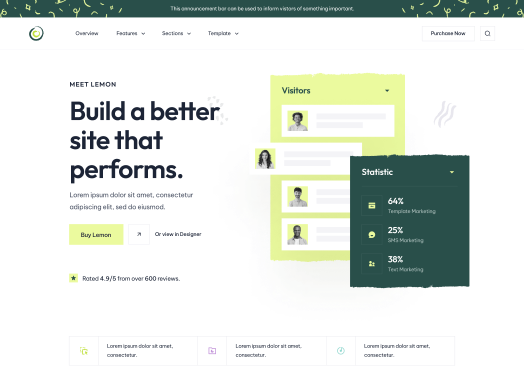 This announcement bar can be used to inform vistors of something important.
Overview
Features
Sections
Template
Purchase Now
MEET LEMON
Build a better
site that
performs.
Lorem ipsum dolor sit amet, consectetur
adipiscing elit, sed do eiusmod.
Buy Lemon
Or view in Designer
Rated 4.9/5 from over 600 reviews.
Visitors
Statistic
64%
Template Marketing
25%
SMS Marketing
38%
Text Marketing
Lorem ipsum dolor sit amet,
consectetur.
Lorem ipsum dolor sit amet,
consectetur.
Lorem ipsum dolor sit amet,
consectetur.